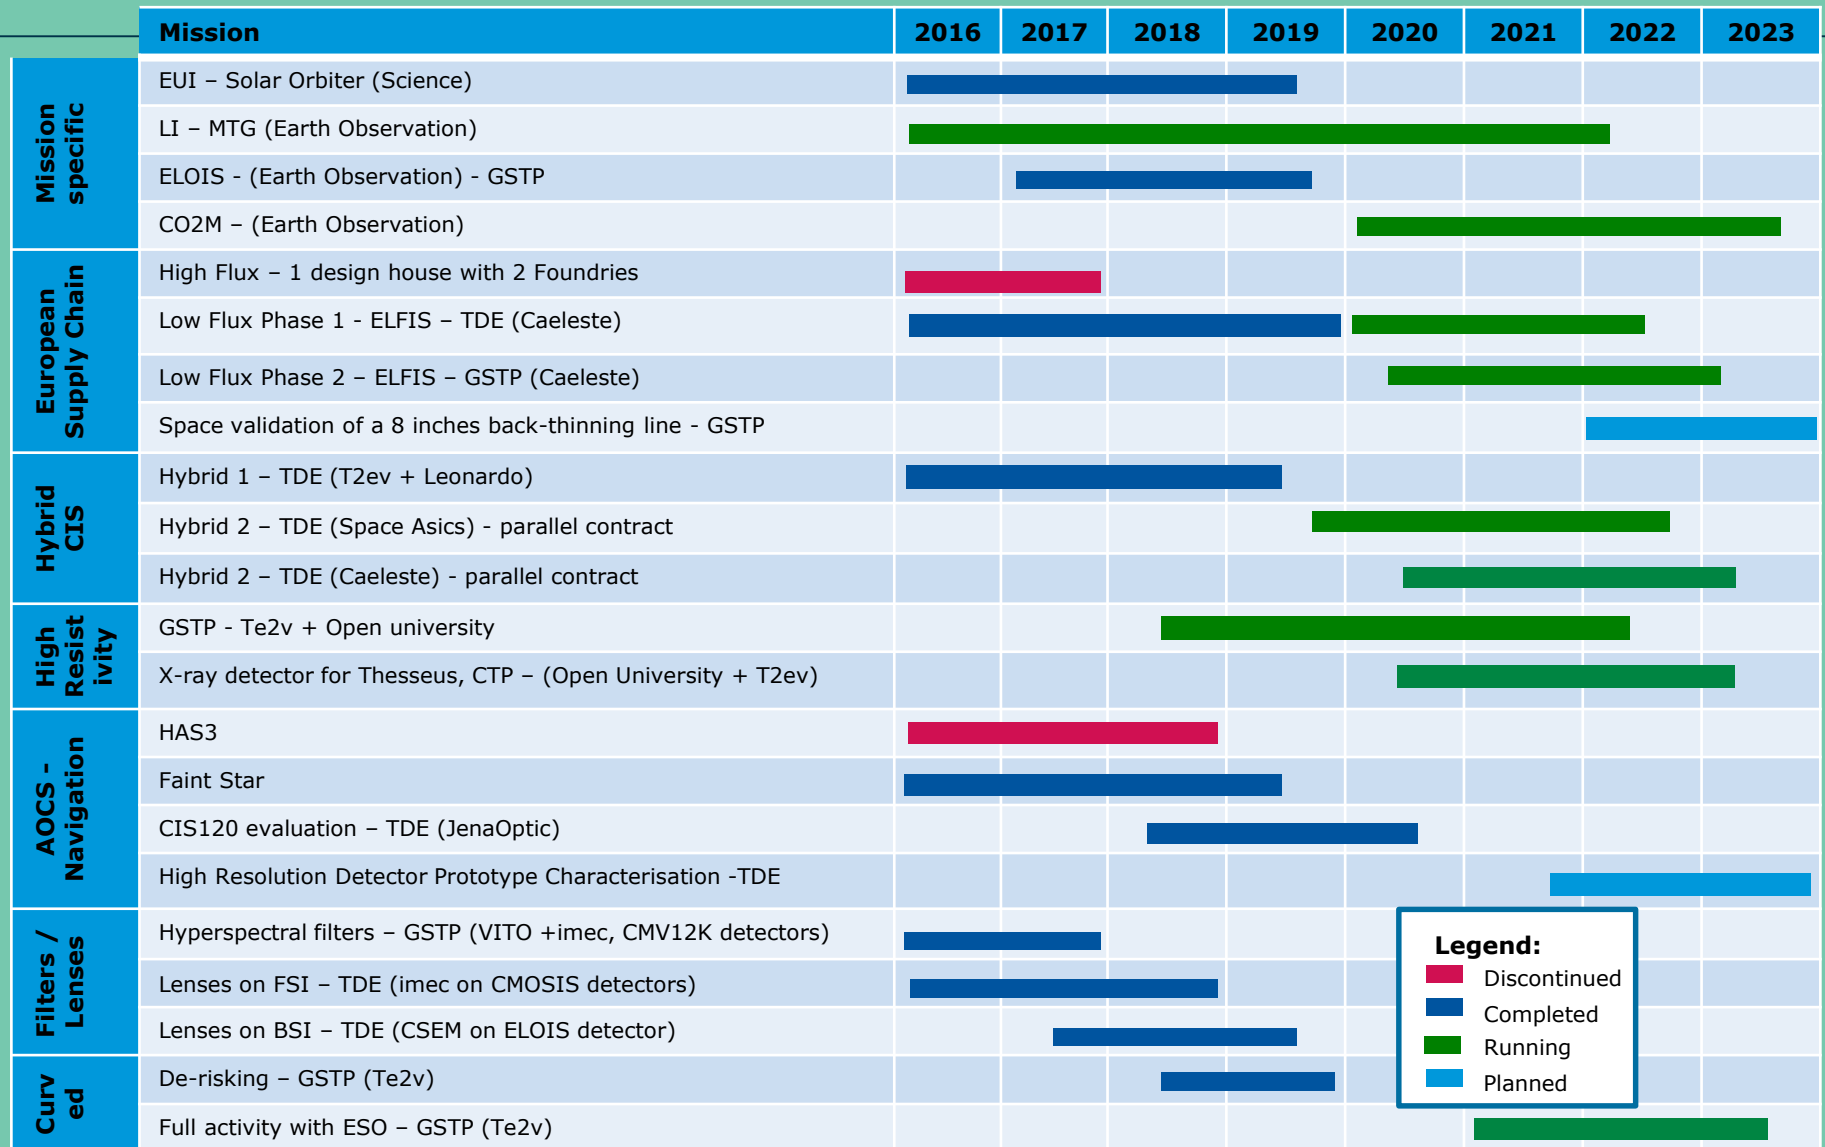 Mission 2016 2017 2018 2019 2020 2021 2022 2023
Mission
specific
EUI – Solar Orbiter (Science)
LI – MTG (Earth Observation)
ELOIS - (Earth Observation) - GSTP
CO2M – (Earth Observation)
European
Supply Chain
High Flux – 1 design house with 2 Foundries
Low Flux Phase 1 - ELFIS – TDE (Caeleste)
Low Flux Phase 2 – ELFIS – GSTP (Caeleste)
Space validation of a 8 inches back-thinning line - GSTP
Hybrid
CIS
Hybrid 1 – TDE (T2ev + Leonardo)
Hybrid 2 – TDE (Space Asics) - parallel contract
Hybrid 2 – TDE (Caeleste) - parallel contract
High
Resist
ivity
GSTP - Te2v + Open university
X-ray detector for Thesseus, CTP – (Open University + T2ev)
AOCS -
Navigation
HAS3
Faint Star
CIS120 evaluation – TDE (JenaOptic)
High Resolution Detector Prototype Characterisation -TDE
Filters /
Lenses
Hyperspectral filters – GSTP (VITO +imec, CMV12K detectors)
Lenses on FSI – TDE (imec on CMOSIS detectors)
Lenses on BSI – TDE (CSEM on ELOIS detector)
Curv
ed
De-risking – GSTP (Te2v)
Full activity with ESO – GSTP (Te2v)
Legend:
Discontinued
Completed
Running
Planned